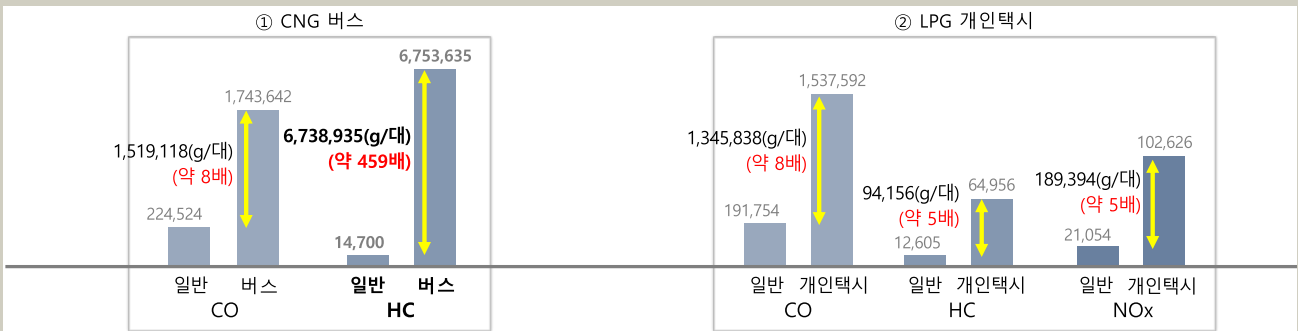 ① CNG 버스
6,753,635
1,743,642
6,738,935(g/대)
(약 459배)
1,519,118(g/대)
(약 8배)
224,524
14,700
일반 버스 일반 버스
CO HC
② LPG 개인택시
1,537,592
1,345,838(g/대)
(약 8배)
191,754
94,156(g/대)
(약 5배)
64,956
12,605
102,626
189,394(g/대)
(약 5배)
21,054
일반 개인택시 일반 개인택시 일반 개인택시
CO HC NOx